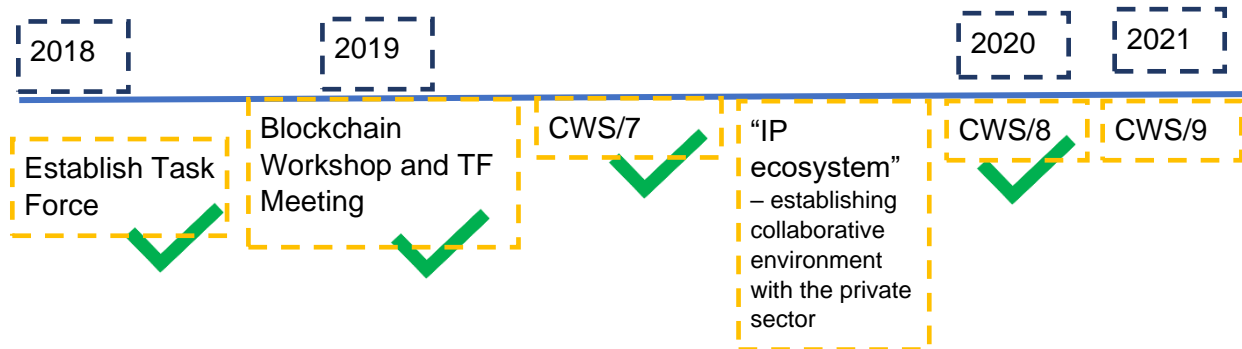 2018
2019
2020
2021
Establish Task
Force
Blockchain
Workshop and TF
Meeting
CWS/7
“IP
ecosystem”
– establishing
collaborative
environment
with the private
sector
CWS/8
CWS/9